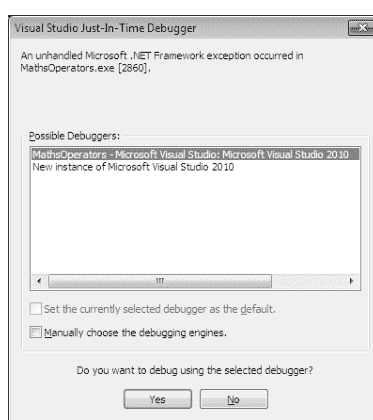 Visual Studio Just-In-Time Debugger
An unhandled Microsoft .NET Framework exception occurred in
MathsOperators.exe [2860].
Possible Debuggers:
MathsOperators - Microsoft Visual Studio: Microsoft Visual Studio 2010
New instance of Microsoft Visual Studio 2010
Set the currently selected debugger as the default.
Manually choose the debugging engines.
Do you want to debug using the selected debugger?
Yes No